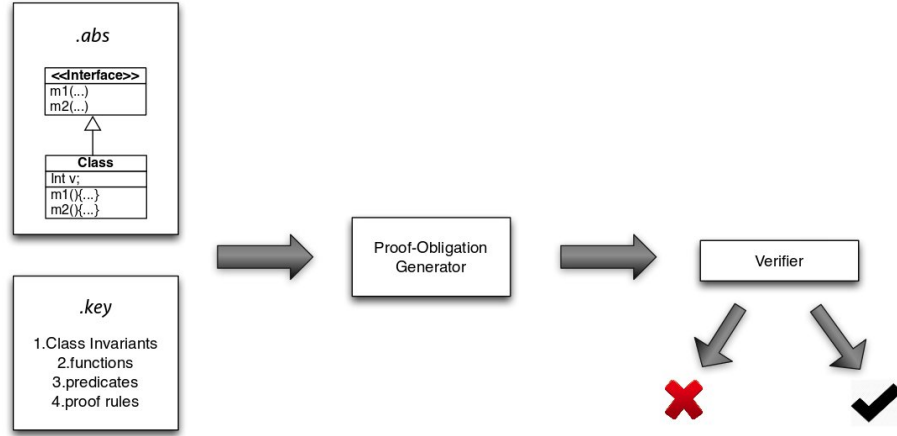 .abs
<<Interface>>
m1(...)
m2(...)
Class
Int v;
m1(){...}
m2(){...}
.key
1.Class Invariants
2.functions
3.predicates
4.proof rules
Proof-Obligation
Generator
Verifier